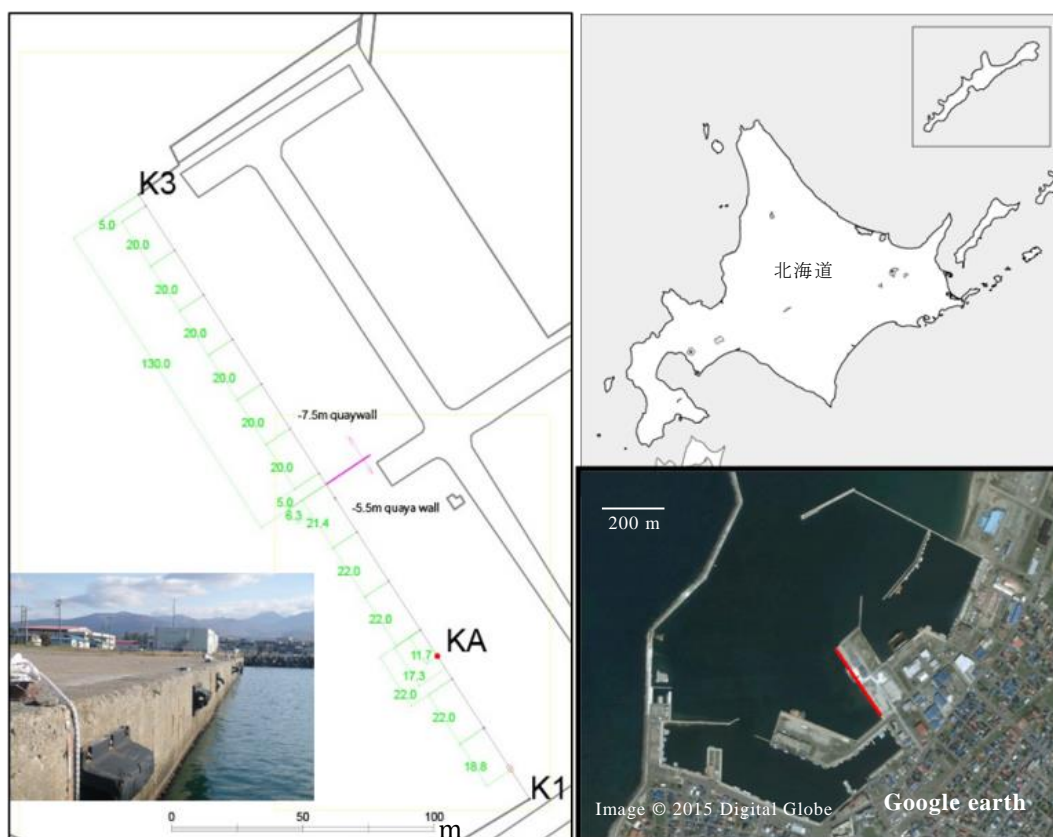 K3
5.0
20.0
20.0
20.0
130.0
20.0
20.0
-7.5m quaywall
20.0
5.0
-5.5m quaya wall
6.3
21.4
22.0
22.0
KA
11.7
17.3
22.0
22.0
18.8
K1
0
50
100
m
北海道
200 m
Image © 2015 Digital Globe
Google earth